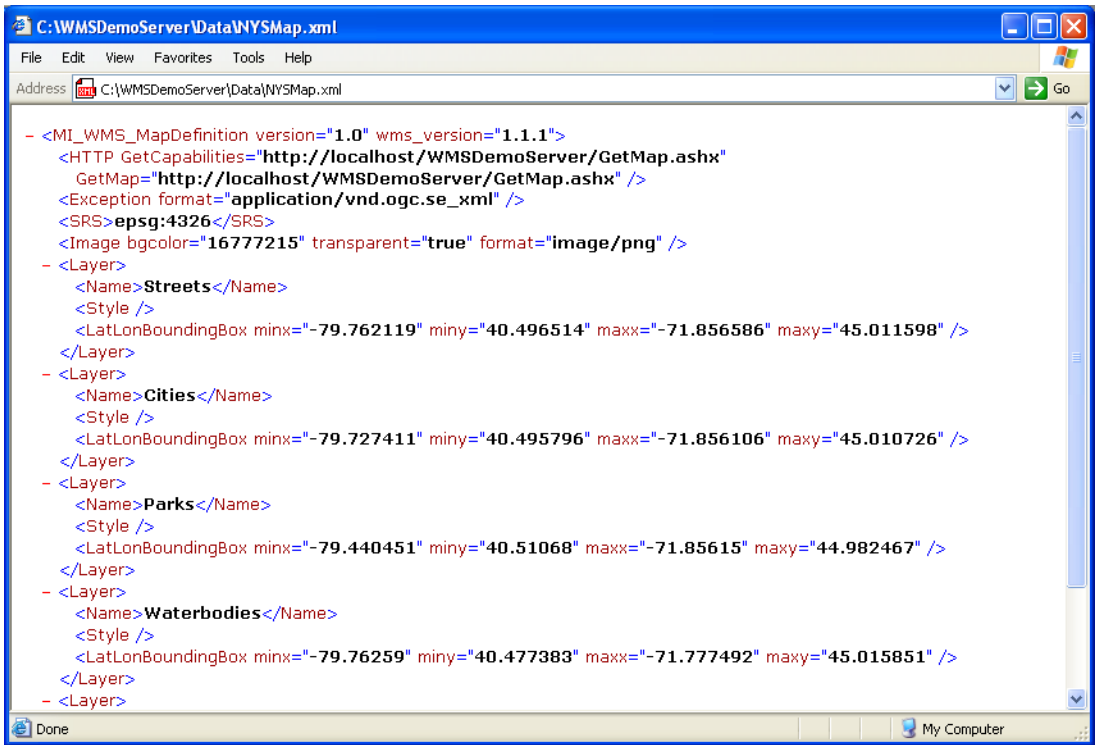 C:\WMSDemoServer\Data\NYSMap.xml
File Edit View Favorites Tools Help
Address C:\WMSDemoServer\Data\NYSMap.xml Go
- <MI_WMS_MapDefinition version="1.0" wms_version="1.1.1">
<HTTP GetCapabilities="http://localhost/WMSDemoServer/GetMap.ashx"
GetMap="http://localhost/WMSDemoServer/GetMap.ashx" />
<Exception format="application/vnd.ogc.se_xml" />
<SRS>epsg:4326</SRS>
<Image bgcolor="16777215" transparent="true" format="image/png" />
- <Layer>
<Name>Streets</Name>
<Style />
<LatLonBoundingBox minx="-79.762119" miny="40.496514" maxx="-71.856586" maxy="45.011598" />
</Layer>
- <Layer>
<Name>Cities</Name>
<Style />
<LatLonBoundingBox minx="-79.727411" miny="40.495796" maxx="-71.856106" maxy="45.010726" />
</Layer>
- <Layer>
<Name>Parks</Name>
<Style />
<LatLonBoundingBox minx="-79.440451" miny="40.51068" maxx="-71.85615" maxy="44.982467" />
</Layer>
- <Layer>
<Name>Waterbodies</Name>
<Style />
<LatLonBoundingBox minx="-79.76259" miny="40.477383" maxx="-71.777492" maxy="45.015851" />
</Layer>
- <Layer>
Done My Computer